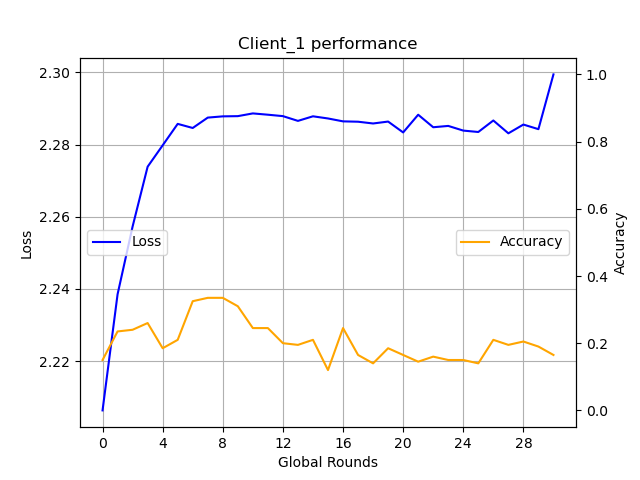 Client_1 performance
2.30
2.28
2.26
2.24
2.22
Loss
Loss
Accuracy
1.0
0.8
0.6
0.4
0.2
0.0
Accuracy
0 4 8 12 16 20 24 28
Global Rounds